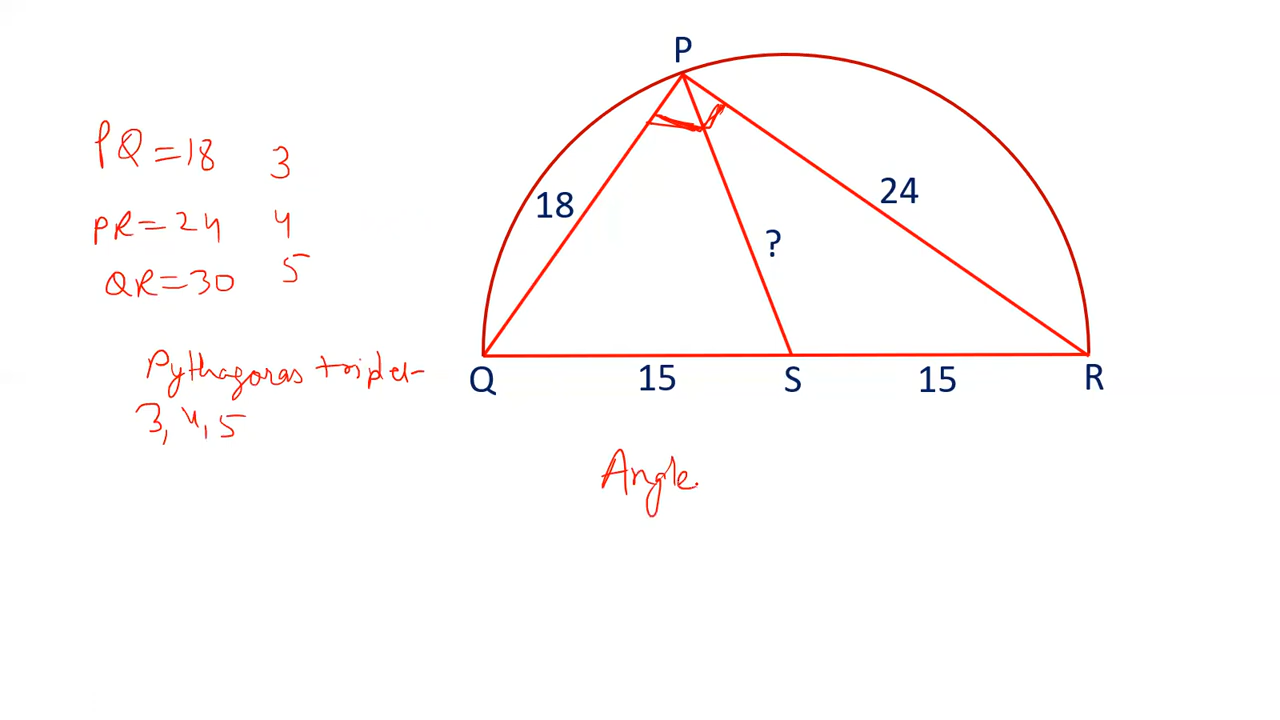 P
PQ = 18 3
18
24
PR = 24 4
?
QR = 30 5
Pythagoras triplet-
3, 4, 5
Q 15 S 15 R
Angle